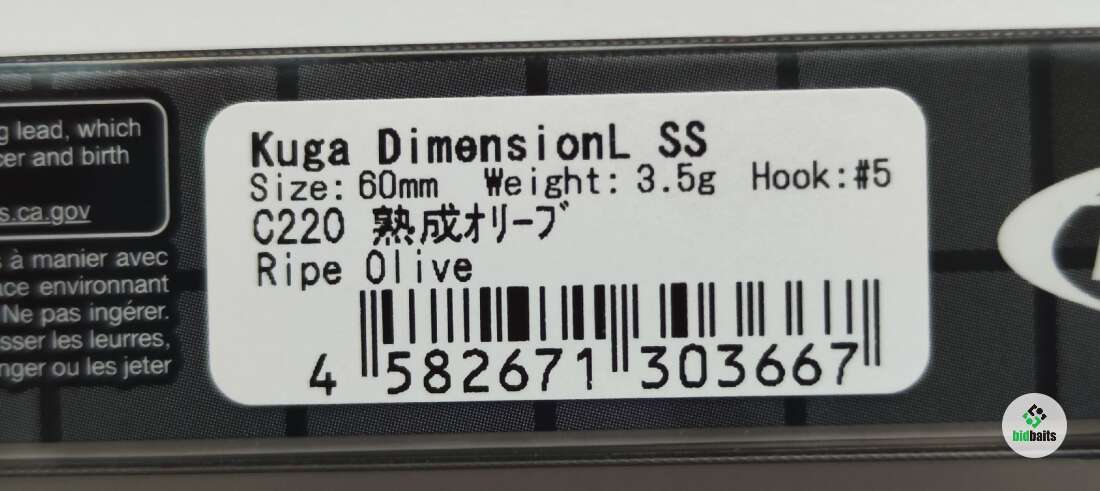 g lead, which
cer and birth
s.ca.gov
s à manier avec
ce environnant
Ne pas ingérer.
sser les leurres,
nger ou les jeter
Kuga DimensionL SS
Size: 60mm Weight: 3.5g Hook:#5
C220 熟成オリーブ
Ripe Olive
4 582671 303667
bidbaits